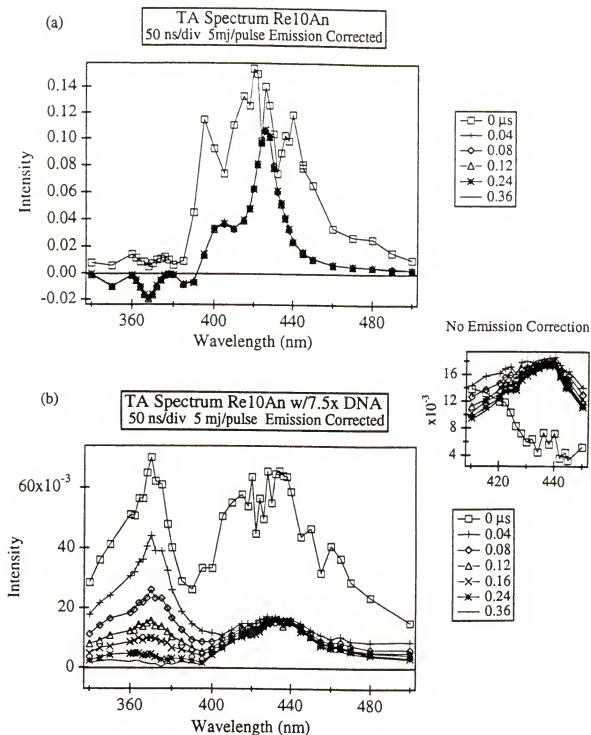 (a)
TA Spectrum Re10An
50 ns/div 5mj/pulse Emission Corrected
0.14
0.12
0.10
0.08
0.06
0.04
0.02
0.00
-0.02
Intensity
360
400
440
480
Wavelength (nm)
0 µs
0.04
0.08
0.12
0.24
0.36
No Emission Correction
16
12
8
4
x10-3
420
440
(b)
TA Spectrum Re10An w/7.5x DNA
50 ns/div 5 mj/pulse Emission Corrected
60x10-3
40
20
0
Intensity
360
400
440
480
Wavelength (nm)
0 µs
0.04
0.08
0.12
0.16
0.24
0.36